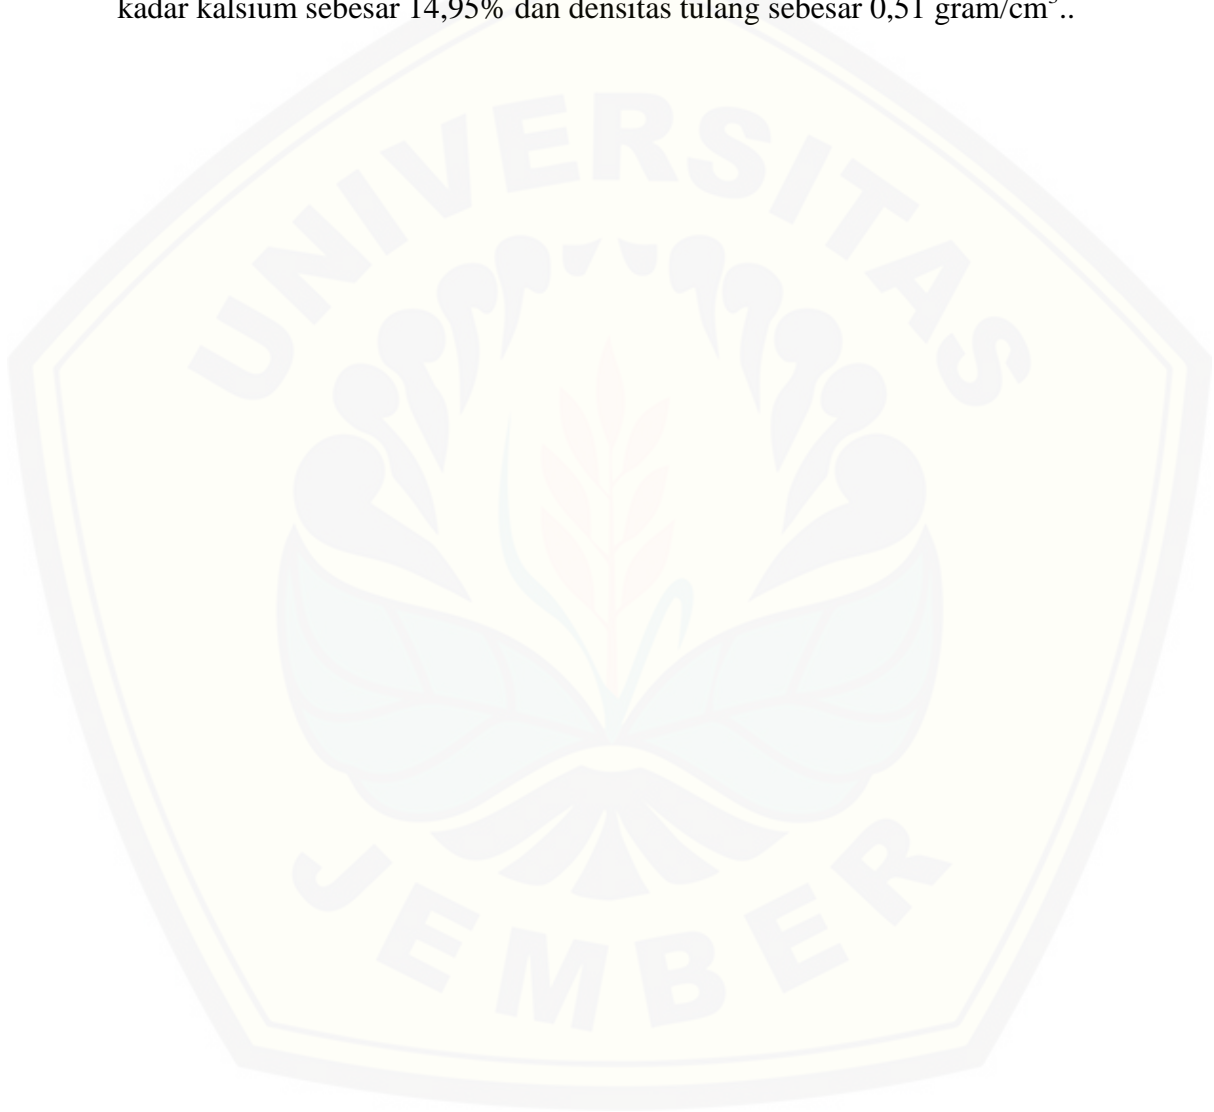 kadar kalsium sebesar 14,95% dan densitas tulang sebesar 0,51 gram/cm³..
UNIVERSITAS
JEMBER